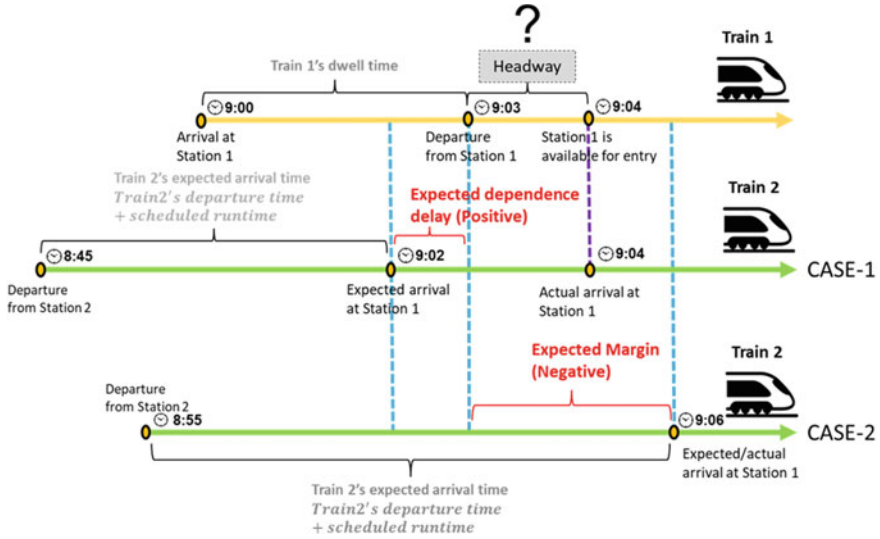 ?
Train 1
Headway
Train 1's dwell time
9:00
9:03
9:04
Arrival at
Station 1
Departure
from Station 1
Station 1 is
available for entry
Train 2's expected arrival time
Train2's departure time
+ scheduled runtime
Expected dependence
delay (Positive)
Train 2
8:45
9:02
9:04
CASE-1
Departure
from Station 2
Expected arrival
at Station 1
Actual arrival at
Station 1
Expected Margin
(Negative)
Train 2
Departure
from Station 2
8:55
9:06
CASE-2
Expected/actual
arrival at Station 1
Train 2's expected arrival time
Train2's departure time
+ scheduled runtime